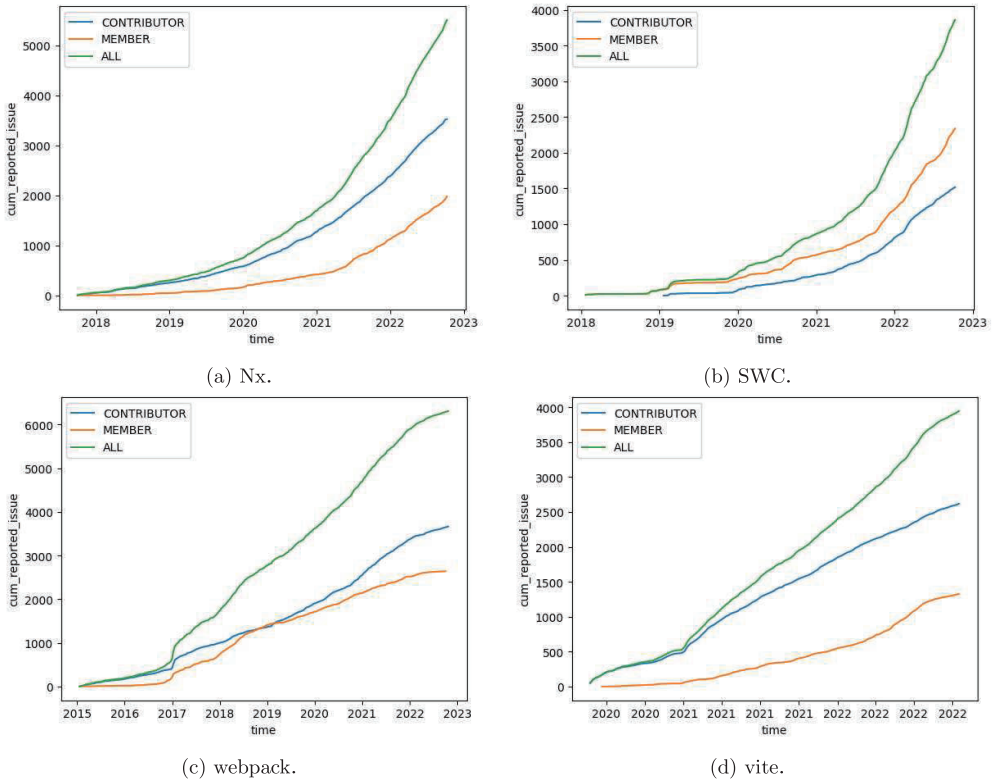 CONTRIBUTOR
MEMBER
ALL
5000
4000
3000
2000
1000
0
cum_reported_issue
2018 2019 2020 2021 2022 2023
time
(a) Nx.
CONTRIBUTOR
MEMBER
ALL
4000
3500
3000
2500
2000
1500
1000
500
0
cum_reported_issue
2018 2019 2020 2021 2022 2023
time
(b) SWC.
CONTRIBUTOR
MEMBER
ALL
6000
5000
4000
3000
2000
1000
0
cum_reported_issue
2015 2016 2017 2018 2019 2020 2021 2022 2023
time
(c) webpack.
CONTRIBUTOR
MEMBER
ALL
4000
3500
3000
2500
2000
1500
1000
500
0
cum_reported_issue
2020 2020 2021 2021 2021 2021 2022 2022 2022 2022
time
(d) vite.